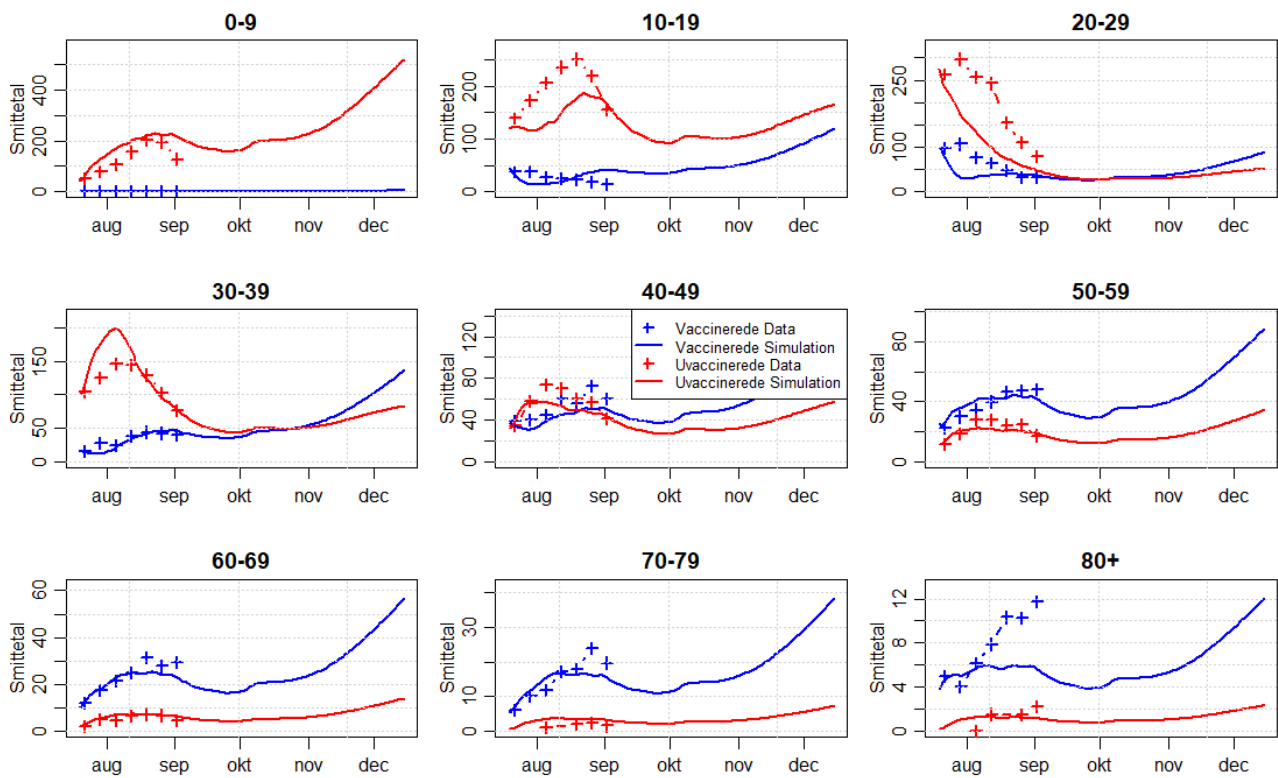 0-9
Smittetal
0 200 400
aug sep okt nov dec
10-19
Smittetal
0 50 100 200
aug sep okt nov dec
20-29
Smittetal
0 50 100 250
aug sep okt nov dec
30-39
Smittetal
0 50 150
aug sep okt nov dec
40-49
Smittetal
0 40 80 120
Vaccinerede Data
Vaccinerede Simulation
Uvaccinerede Data
Uvaccinerede Simulation
aug sep okt nov dec
50-59
Smittetal
0 40 80
aug sep okt nov dec
60-69
Smittetal
0 20 40 60
aug sep okt nov dec
70-79
Smittetal
0 10 30
aug sep okt nov dec
80+
Smittetal
0 4 8 12
aug sep okt nov dec